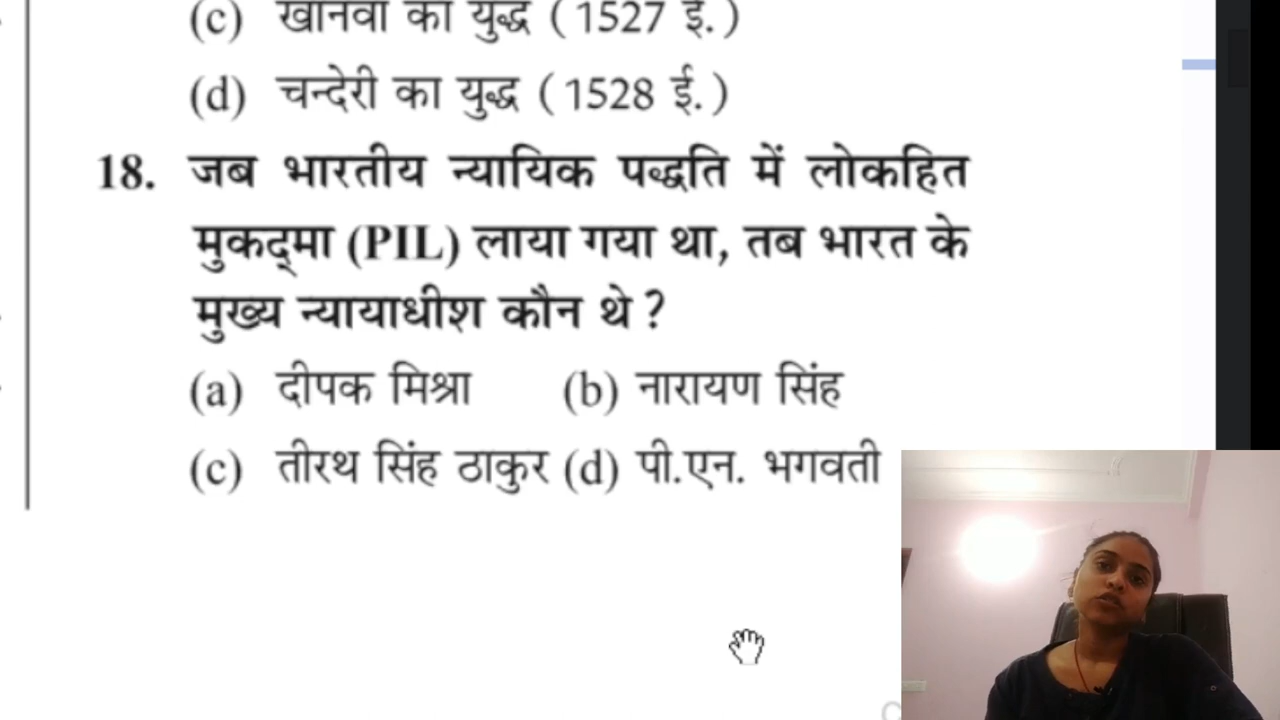 (c) खानवा का युद्ध ( 1527 ई. )
(d) चन्देरी का युद्ध ( 1528 ई. )
18. जब भारतीय न्यायिक पद्धति में लोकहित
मुकद्‌मा (PIL) लाया गया था, तब भारत के
मुख्य न्यायाधीश कौन थे ?
(a) दीपक मिश्रा (b) नारायण सिंह
(c) तीरथ सिंह ठाकुर (d) पी.एन. भगवती